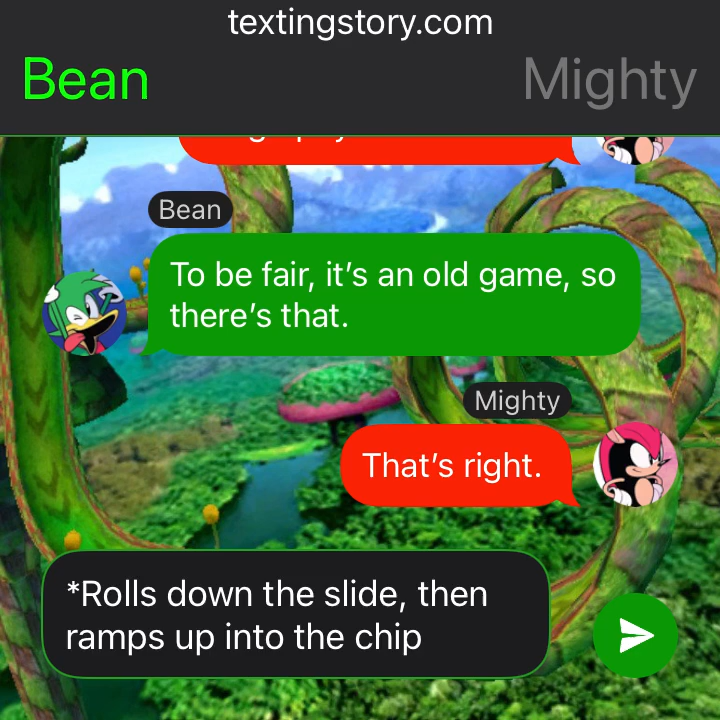 textingstory.com
Bean
Mighty
Bean
To be fair, it’s an old game, so
there’s that.
Mighty
That’s right.
*Rolls down the slide, then
ramps up into the chip